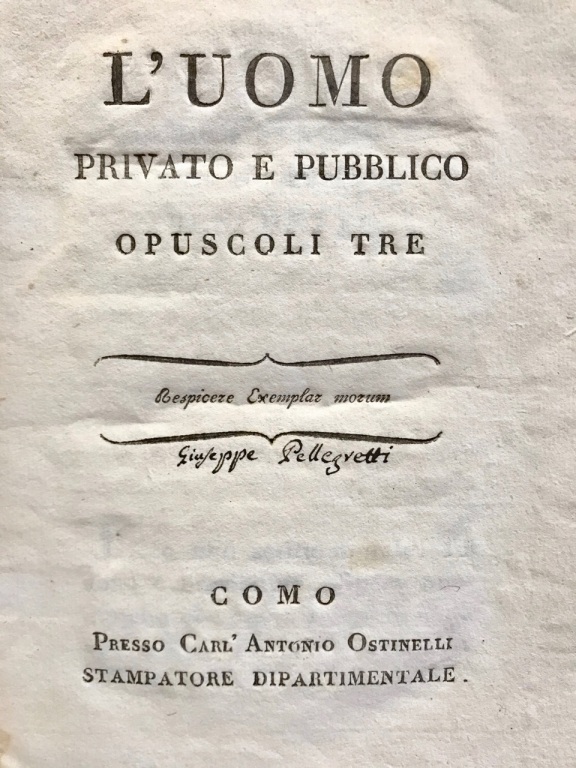 L'UOMO
PRIVATO E PUBBLICO
OPUSCOLI TRE
Respicere Exemplar morum
Giuseppe Pellegretti
COMO
PRESSO CARL' ANTONIO OSTINELLI
STAMPATORE DIPARTIMENTALE.